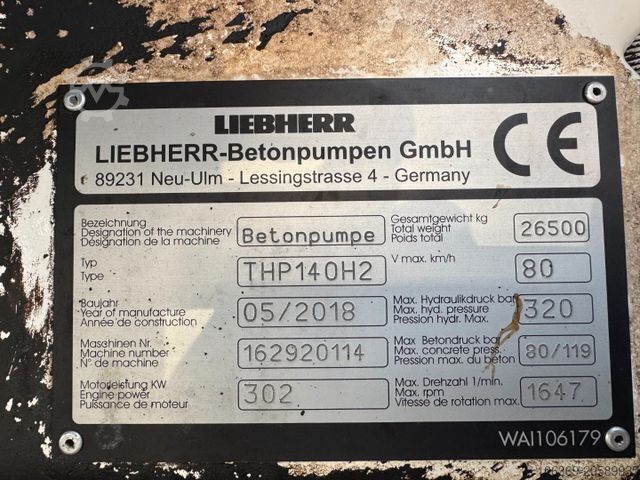 LIEBHERR
LIEBHERR-Betonpumpen GmbH
89231 Neu-Ulm - Lessingstrasse 4 - Germany
CE
Bezeichnung
Designation of the machinery
Désignation de la machine
Betonpumpe
Gesamtgewicht kg
Total weight
Poids total
26500
Typ
Type
THP140H2
V max. km/h
80
Baujahr
Year of manufacture
Année de construction
05/2018
Max. Hydraulikdruck bar
Max. hyd. pressure
Pression hydr. Max.
320
Maschinen Nr.
Machine number
N° de machine
162920114
Max Betondruck bar
Max. concrete press.
Pression max. du béton
80/119
Motorleistung KW
Engine power
Puissance de moteur
302
Max. Drehzahl 1/min.
Max. rpm
Vitesse de rotation max.
1647
WAI106179